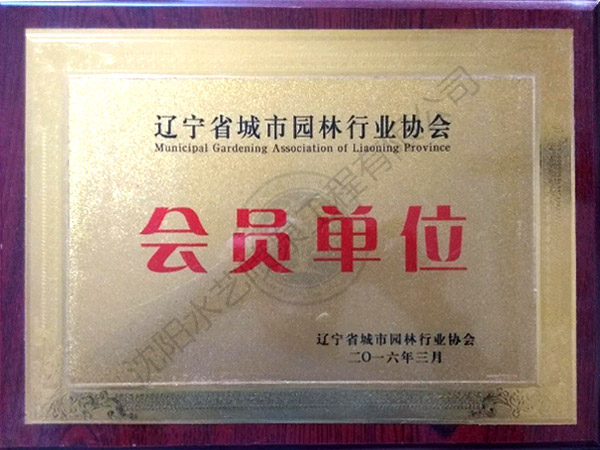 辽宁省城市园林行业协会
Municipal Gardening Association of Liaoning Province
会员单位
辽宁省城市园林行业协会
二〇一六年三月